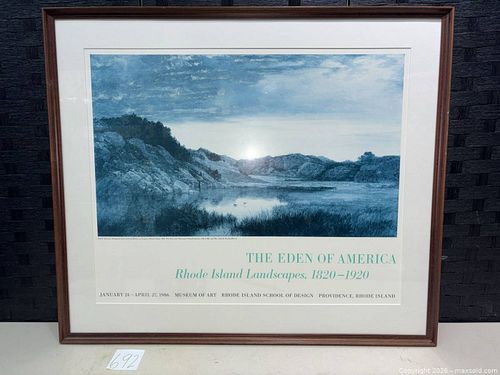 THE EDEN OF AMERICA
Rhode Island Landscapes, 1820–1920
JANUARY 24 – APRIL 27, 1986 MUSEUM OF ART RHODE ISLAND SCHOOL OF DESIGN PROVIDENCE, RHODE ISLAND
692
Copyright © 2026 - maxsold.com